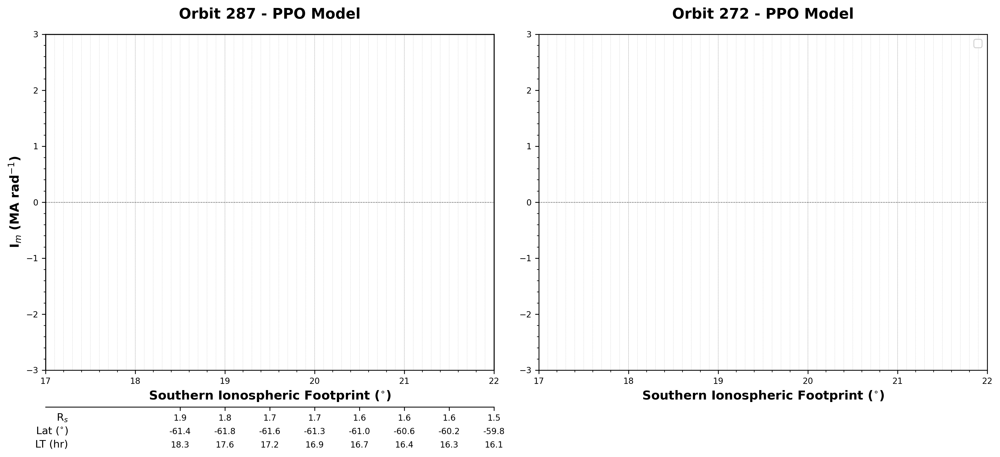 Orbit 287 - PPO Model
3
2
1
0
−1
−2
−3
I_m (MA rad⁻¹)
17 18 19 20 21 22
Southern Ionospheric Footprint (°)
R_s 1.9 1.8 1.7 1.7 1.6 1.6 1.6 1.5
Lat (°) -61.4 -61.8 -61.6 -61.3 -61.0 -60.6 -60.2 -59.8
LT (hr) 18.3 17.6 17.2 16.9 16.7 16.4 16.3 16.1
Orbit 272 - PPO Model
3
2
1
0
−1
−2
−3
17 18 19 20 21 22
Southern Ionospheric Footprint (°)